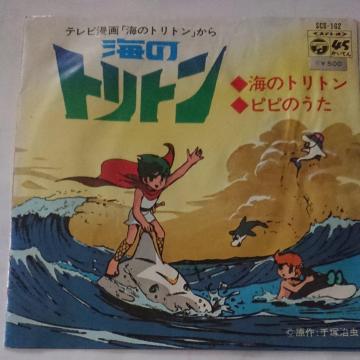 テレビ漫画「海のトリトン」から
海の
トリトン
SCS-102
45
¥500
◆海のトリトン
◆ピピのうた
©原作:手塚治虫